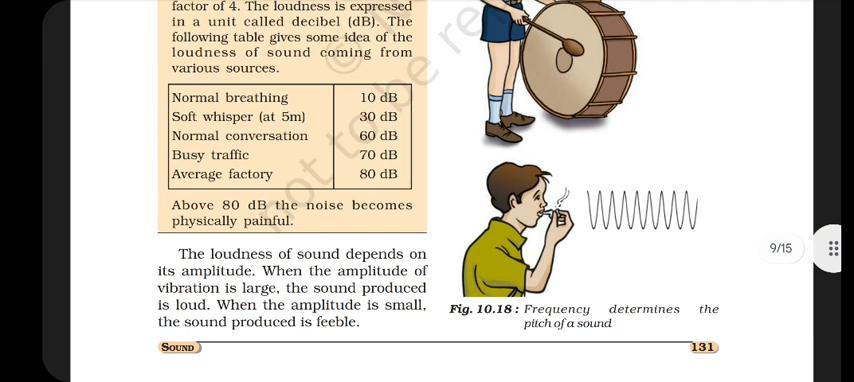 factor of 4. The loudness is expressed
in a unit called decibel (dB). The
following table gives some idea of the
loudness of sound coming from
various sources.
Normal breathing 10 dB
Soft whisper (at 5m) 30 dB
Normal conversation 60 dB
Busy traffic 70 dB
Average factory 80 dB
Above 80 dB the noise becomes
physically painful.
The loudness of sound depends on
its amplitude. When the amplitude of
vibration is large, the sound produced
is loud. When the amplitude is small,
the sound produced is feeble.
Fig. 10.18 : Frequency determines the
pitch of a sound
SOUND
131
9/15
not to be re
©